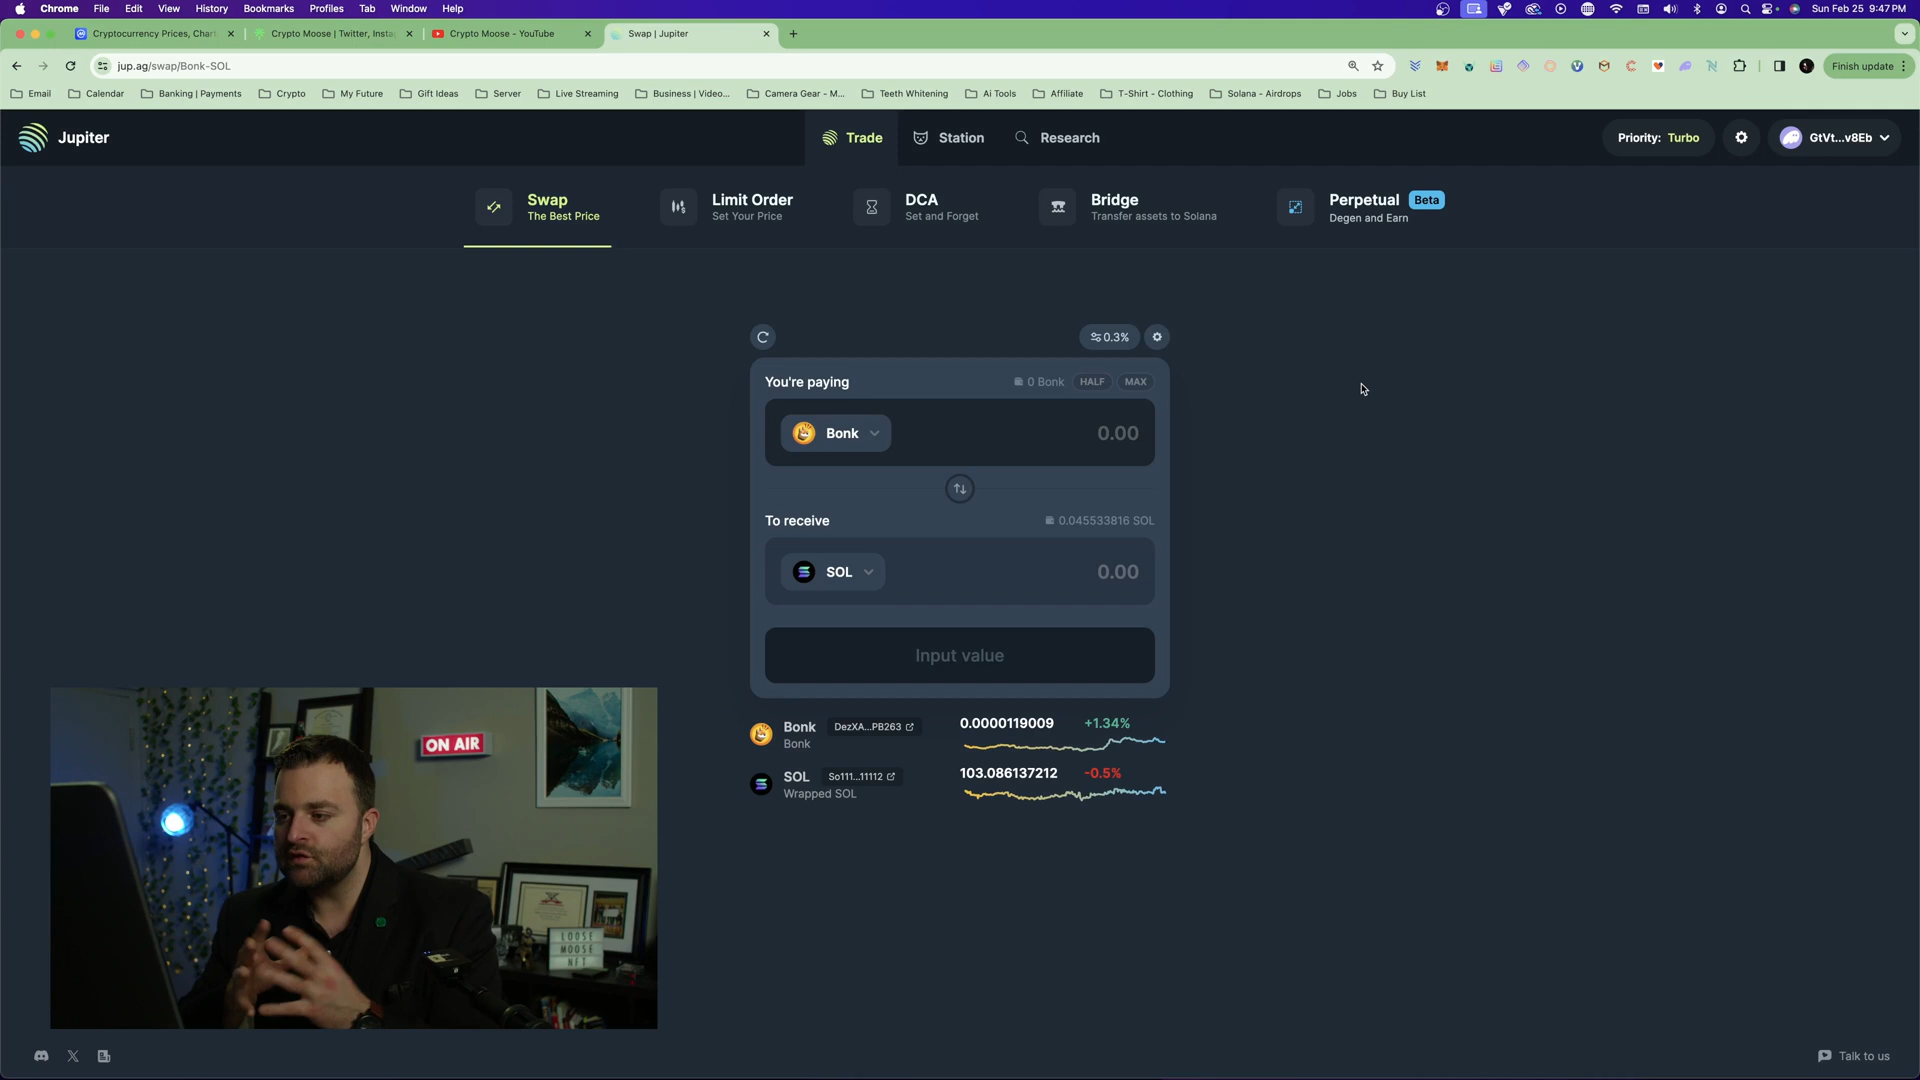 Chrome File Edit View History Bookmarks Profiles Tab Window Help
Sun Feb 25 9:47 PM
Cryptocurrency Prices, Chart
Crypto Moose | Twitter, Insta
Crypto Moose - YouTube
Swap | Jupiter
jup.ag/swap/Bonk-SOL
Finish update
Email Calendar Banking | Payments Crypto My Future Gift Ideas Server Live Streaming Business | Video... Camera Gear - M... Teeth Whitening Ai Tools Affiliate T-Shirt - Clothing Solana - Airdrops Jobs Buy List
Jupiter
Trade
Station
Research
Priority: Turbo
GtVt...v8Eb
Swap
The Best Price
Limit Order
Set Your Price
DCA
Set and Forget
Bridge
Transfer assets to Solana
Perpetual Beta
Degen and Earn
0.3%
You're paying
0 Bonk HALF MAX
Bonk
0.00
To receive
0.045533816 SOL
SOL
0.00
Input value
Bonk DezXA...PB263
Bonk
0.0000119009 +1.34%
SOL So111...11112
Wrapped SOL
103.086137212 -0.5%
ON AIR
LOOSE
MOOSE
NFT
Talk to us